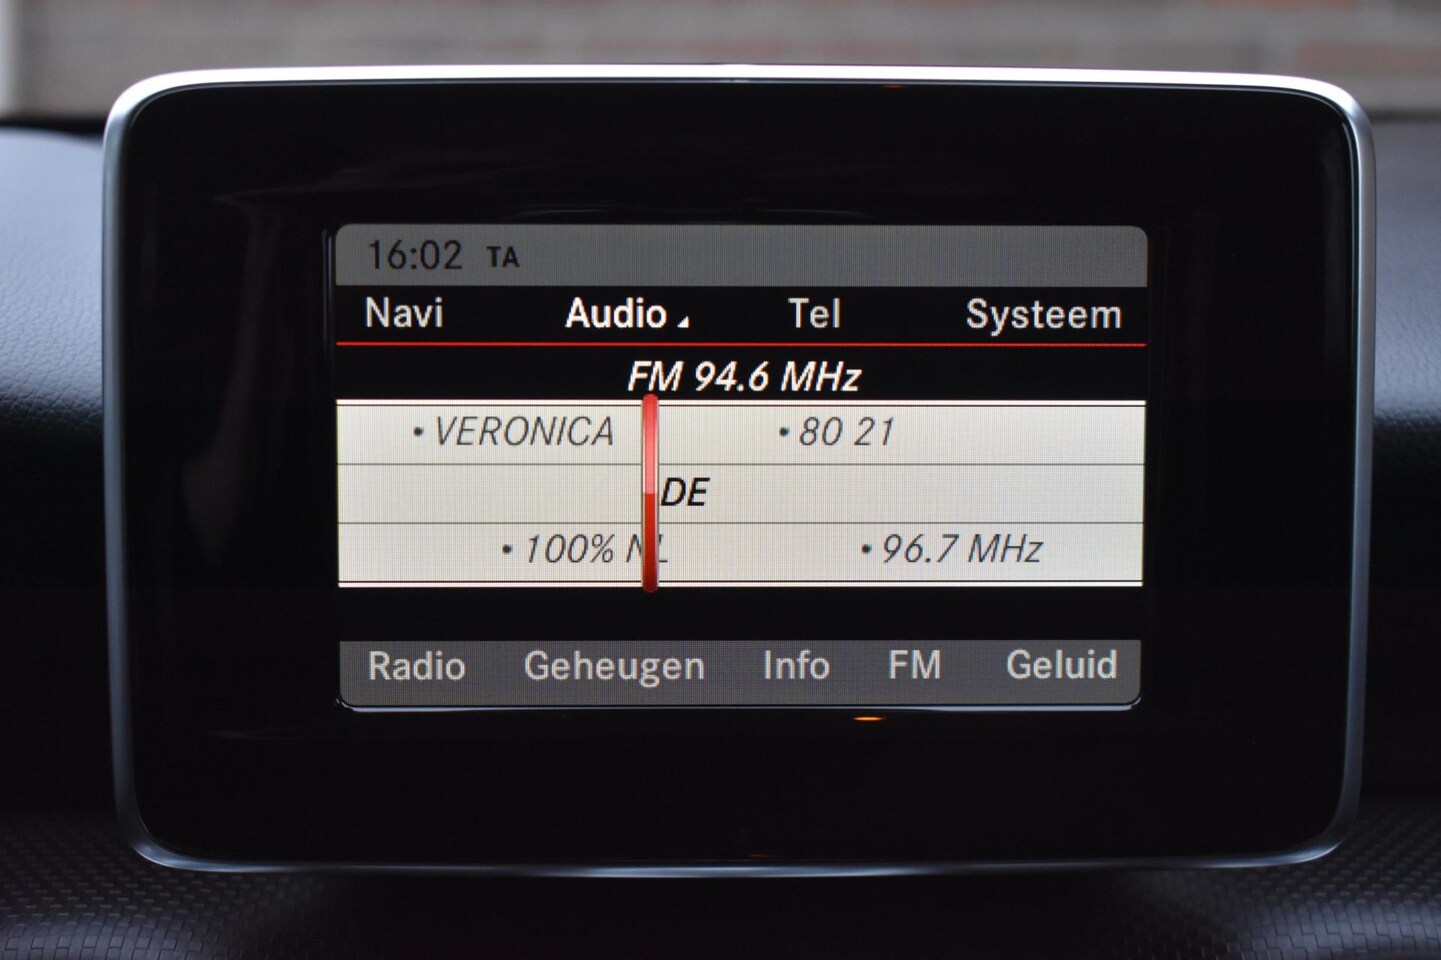 16:02 TA
Navi Audio Tel Systeem
FM 94.6 MHz
• VERONICA • 80 21
DE
• 100% NL • 96.7 MHz
Radio Geheugen Info FM Geluid